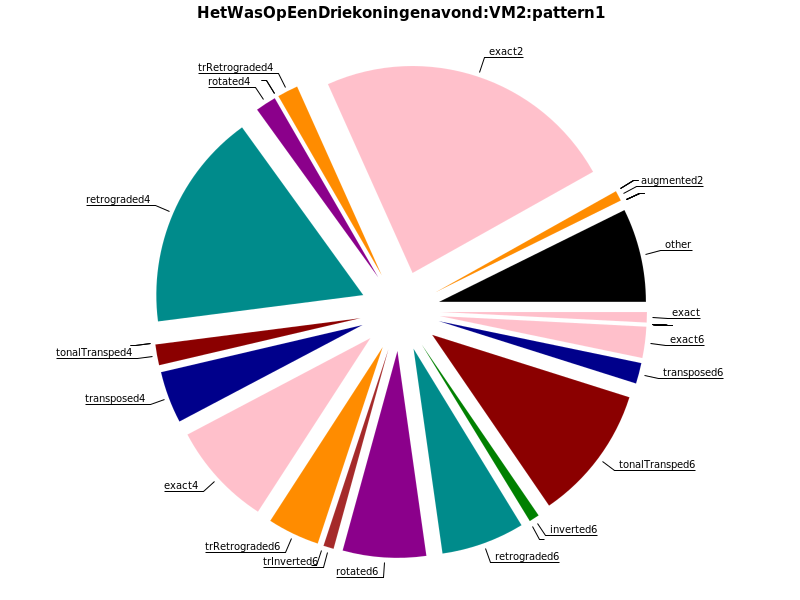 HetWasOpEenDriekoningenavond:VM2:pattern1
exact2
trRetrograded4
rotated4
augmented2
retrograded4
other
exact
exact6
tonalTransped4
transposed6
transposed4
tonalTransped6
exact4
inverted6
trRetrograded6
retrograded6
trInverted6
rotated6